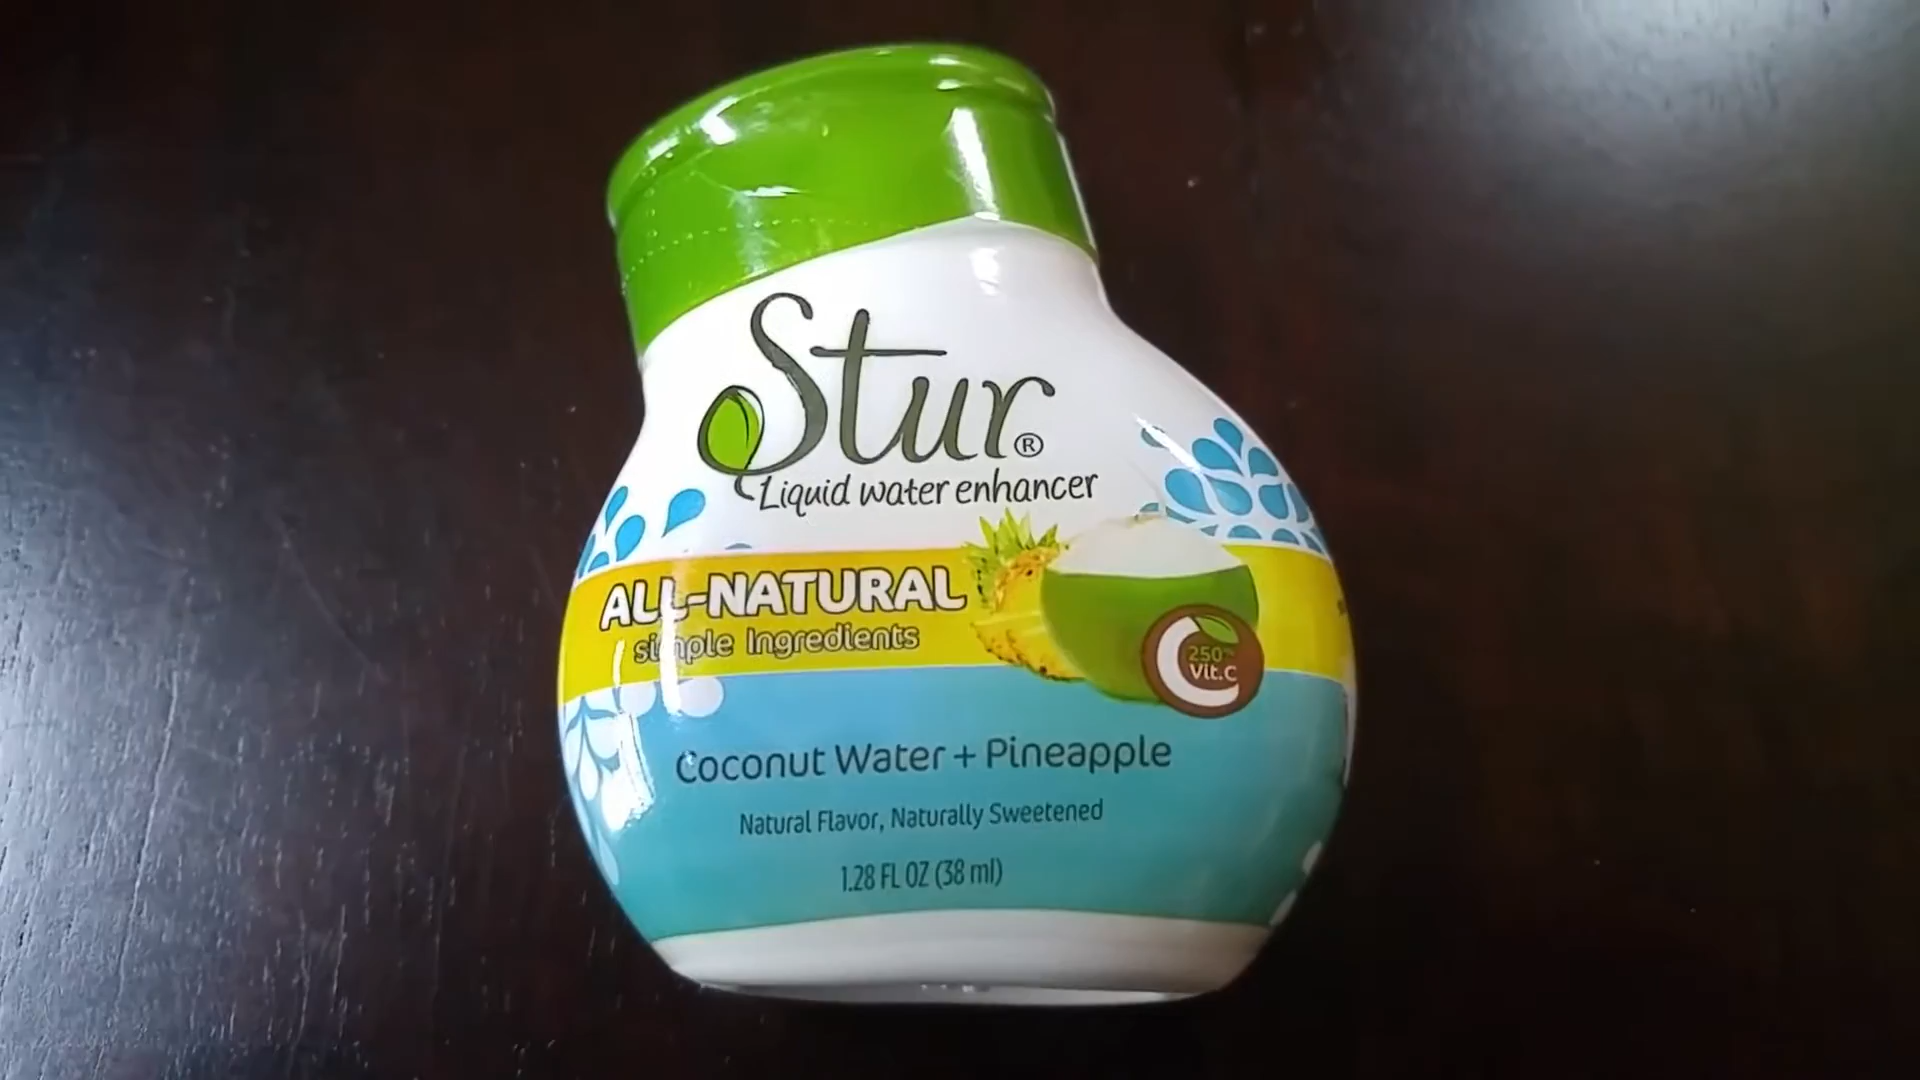 Stur®
Liquid water enhancer
ALL-NATURAL
simple Ingredients
250%
Vit.C
Coconut Water + Pineapple
Natural Flavor, Naturally Sweetened
1.28 FL OZ (38 ml)